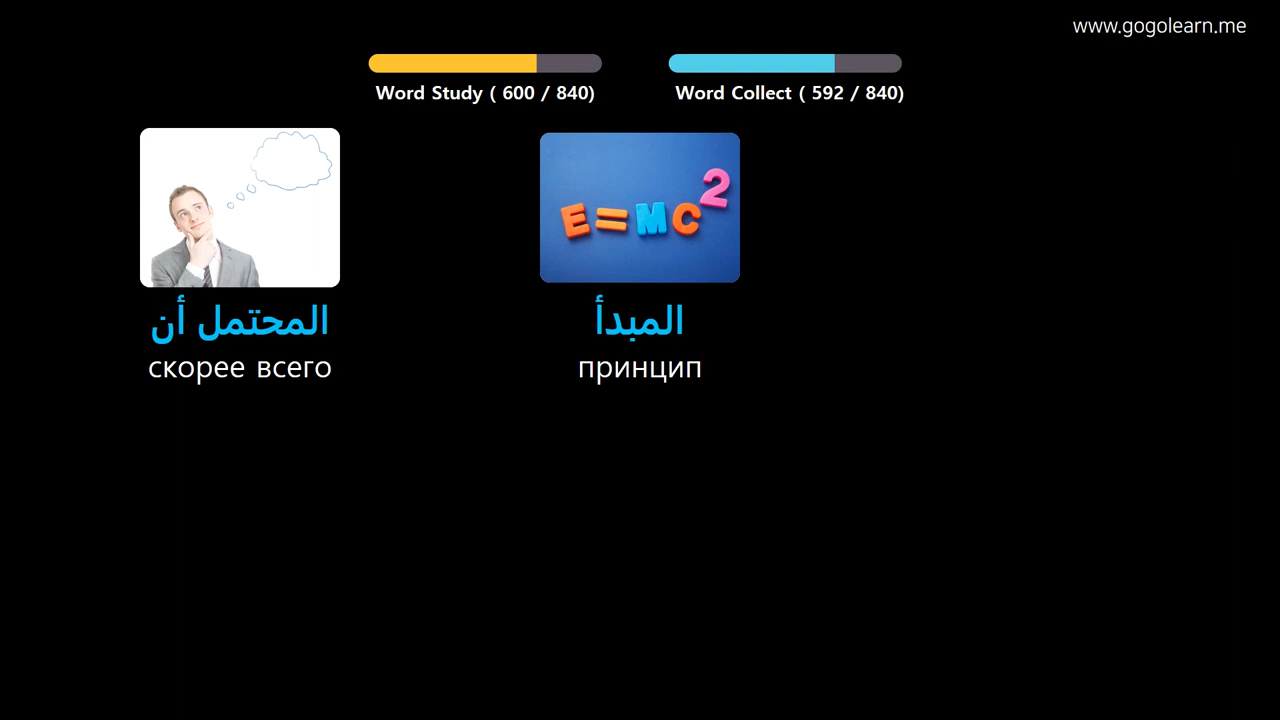 www.gogolearn.me
Word Study ( 600 / 840)
Word Collect ( 592 / 840)
E=MC2
المحتمل أن
скорее всего
المبدأ
принцип